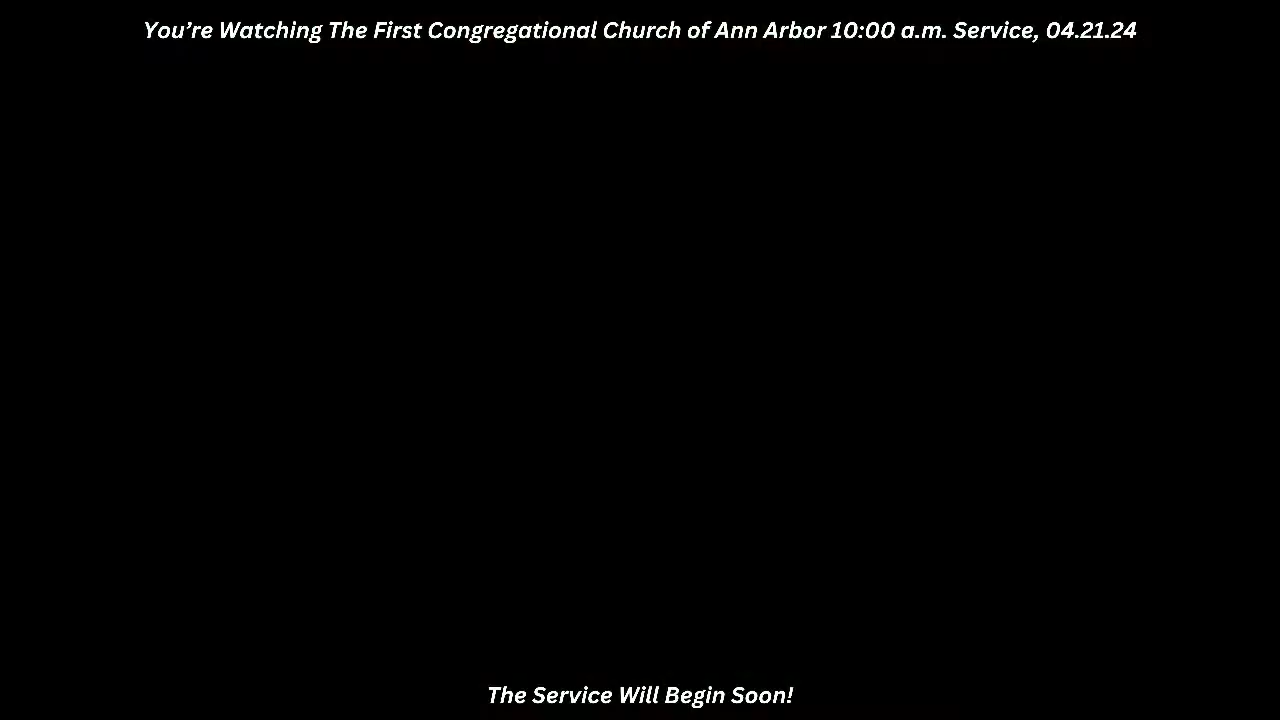 You’re Watching The First Congregational Church of Ann Arbor 10:00 a.m. Service, 04.21.24
The Service Will Begin Soon!